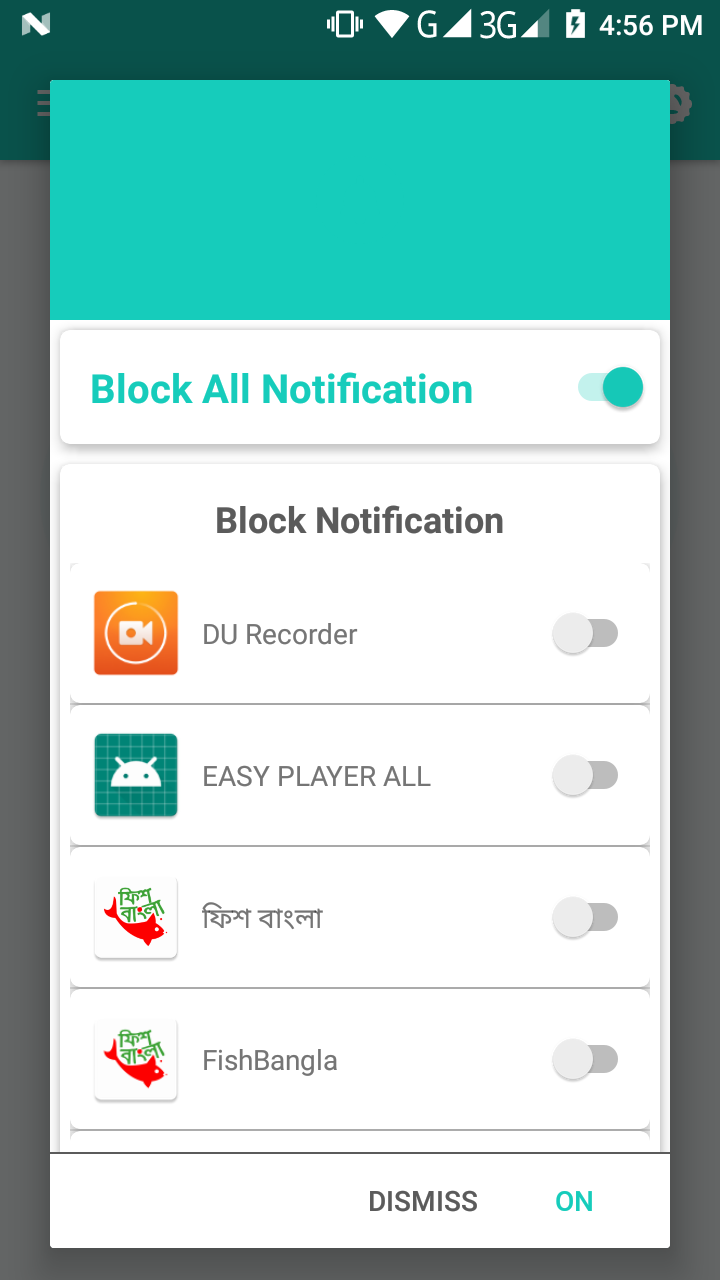 G 3G 4:56 PM
Block All Notification
Block Notification
DU Recorder
EASY PLAYER ALL
ফিশ বাংলা
ফিশ বাংলা
FishBangla
ফিশ বাংলা
DISMISS ON